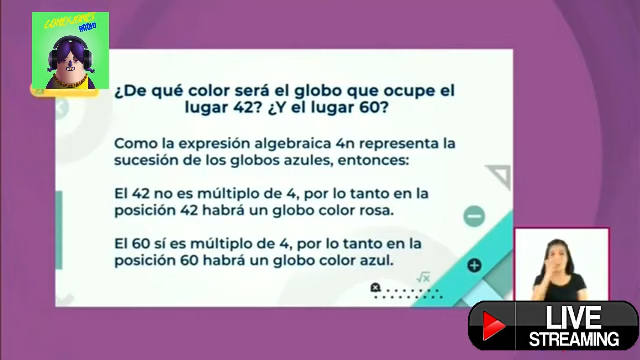 CONEXIONES
RADIO
¿De qué color será el globo que ocupe el
lugar 42? ¿Y el lugar 60?
Como la expresión algebraica 4n representa la
sucesión de los globos azules, entonces:
El 42 no es múltiplo de 4, por lo tanto en la
posición 42 habrá un globo color rosa.
El 60 sí es múltiplo de 4, por lo tanto en la
posición 60 habrá un globo color azul.
√x
LIVE
STREAMING